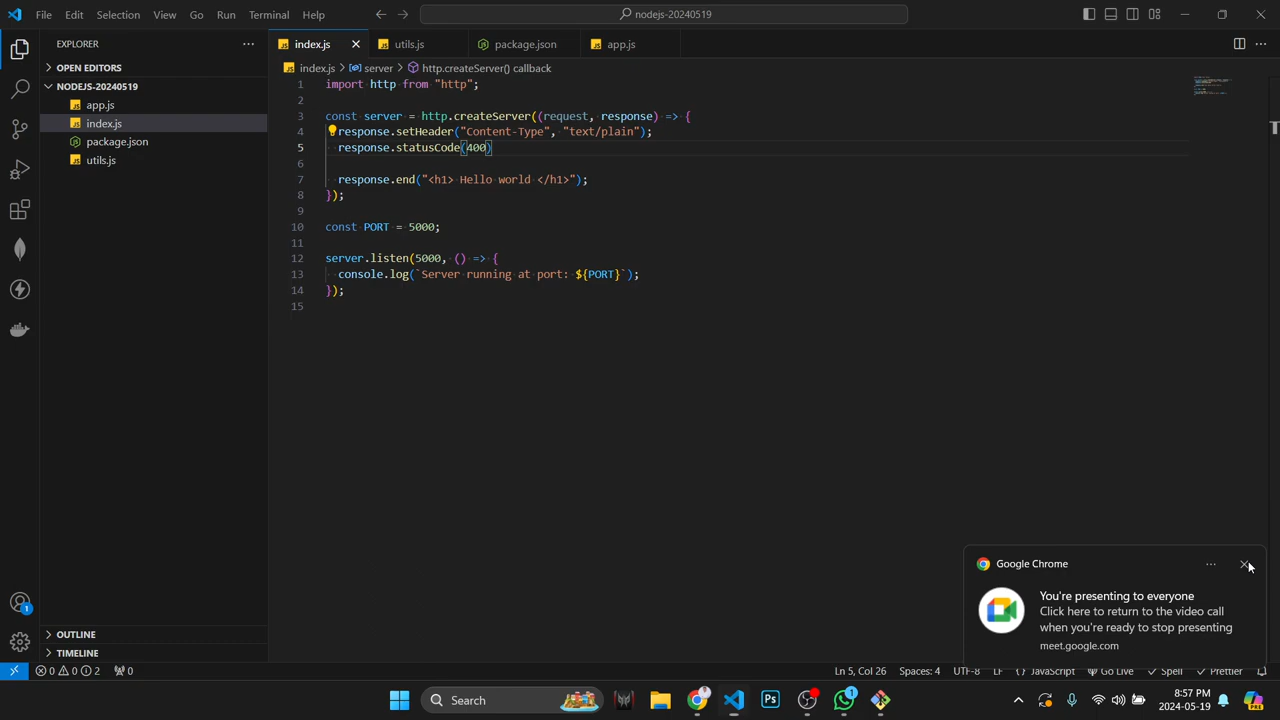 File Edit Selection View Go Run Terminal Help
nodejs-20240519
EXPLORER
index.js
utils.js
package.json
app.js
OPEN EDITORS
NODEJS-20240519
app.js
index.js
package.json
utils.js
index.js > server > http.createServer() callback
1 import http from "http";
2
3 const server = http.createServer((request, response) => {
4 response.setHeader("Content-Type", "text/plain");
5 response.statusCode(400)
6
7 response.end("<h1> Hello world </h1>");
8 });
9
10 const PORT = 5000;
11
12 server.listen(5000, () => {
13 console.log(`Server running at port: ${PORT}`);
14 });
15
Google Chrome
You're presenting to everyone
Click here to return to the video call
when you're ready to stop presenting
meet.google.com
OUTLINE
TIMELINE
1
0 0 2 0
Ln 5, Col 26 Spaces: 4 UTF-8 LF {} JavaScript Go Live Spell Prettier
Search
Ps
1
8:57 PM
2024-05-19
PRE